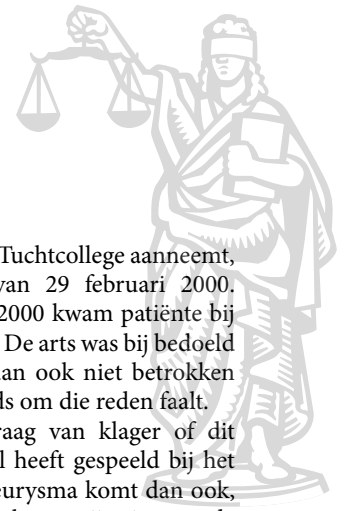 Tuchtcollege aanneemt,
van 29 februari 2000.
2000 kwam patiënte bij
De arts was bij bedoeld
an ook niet betrokken
ds om die reden faalt.
raag van klager of dit
l heeft gespeeld bij het
eurysma komt dan ook,